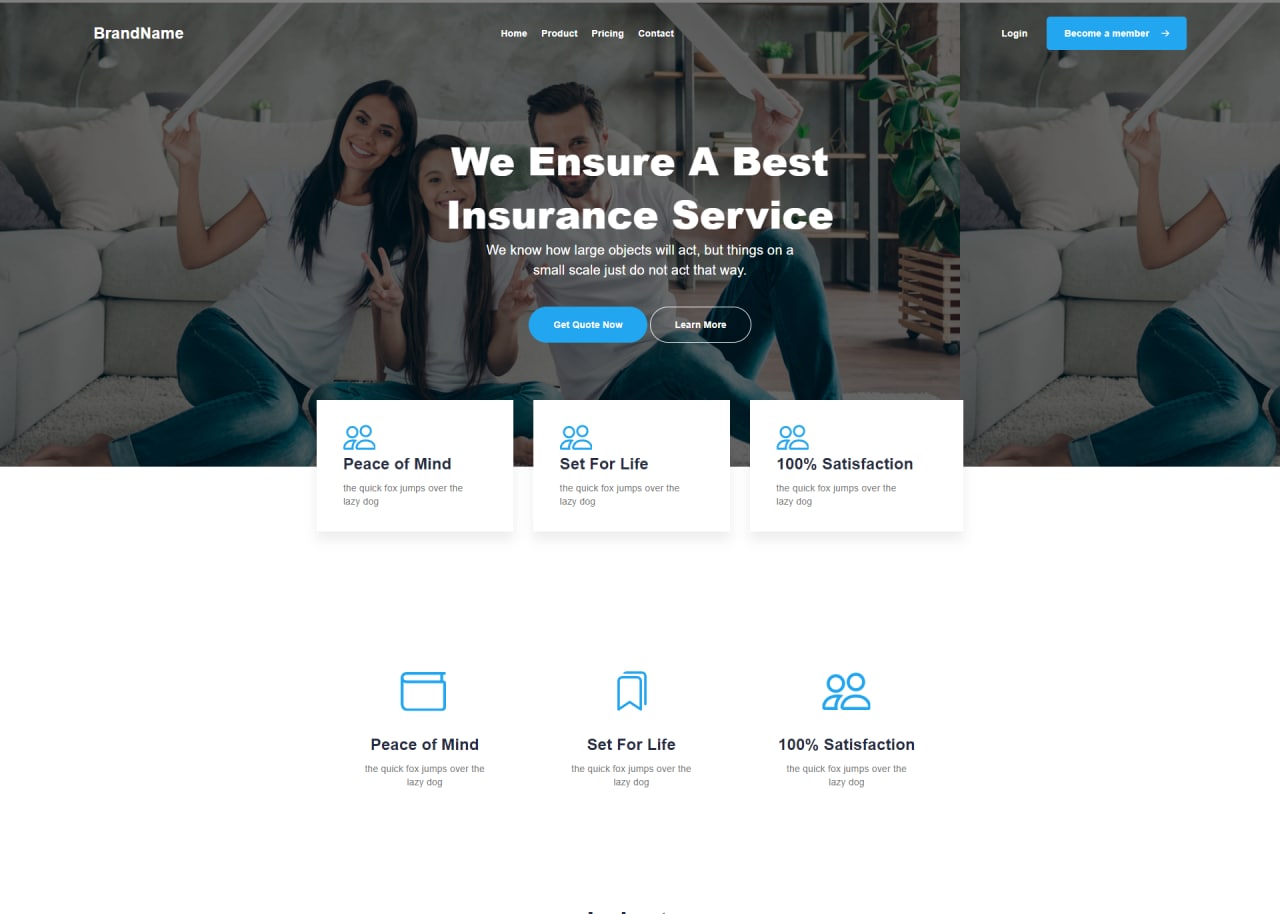 BrandName
Home Product Pricing Contact
Login
Become a member
We Ensure A Best
Insurance Service
We know how large objects will act, but things on a
small scale just do not act that way.
Get Quote Now
Learn More
Peace of Mind
the quick fox jumps over the
lazy dog
Set For Life
the quick fox jumps over the
lazy dog
100% Satisfaction
the quick fox jumps over the
lazy dog
Peace of Mind
the quick fox jumps over the
lazy dog
Set For Life
the quick fox jumps over the
lazy dog
100% Satisfaction
the quick fox jumps over the
lazy dog